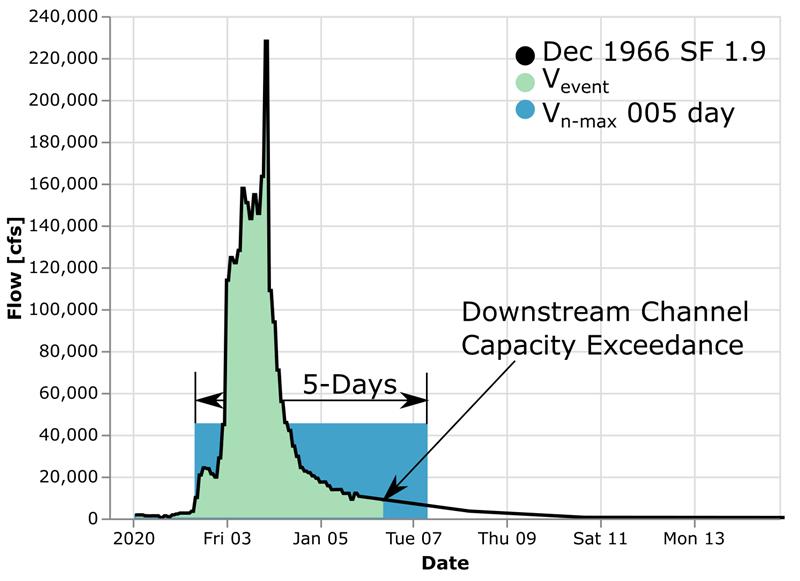 240,000
220,000
200,000
180,000
160,000
140,000
120,000
100,000
80,000
60,000
40,000
20,000
0
Flow [cfs]
Dec 1966 SF 1.9
Vevent
Vn-max 005 day
Downstream Channel
Capacity Exceedance
5-Days
2020 Fri 03 Jan 05 Tue 07 Thu 09 Sat 11 Mon 13
Date